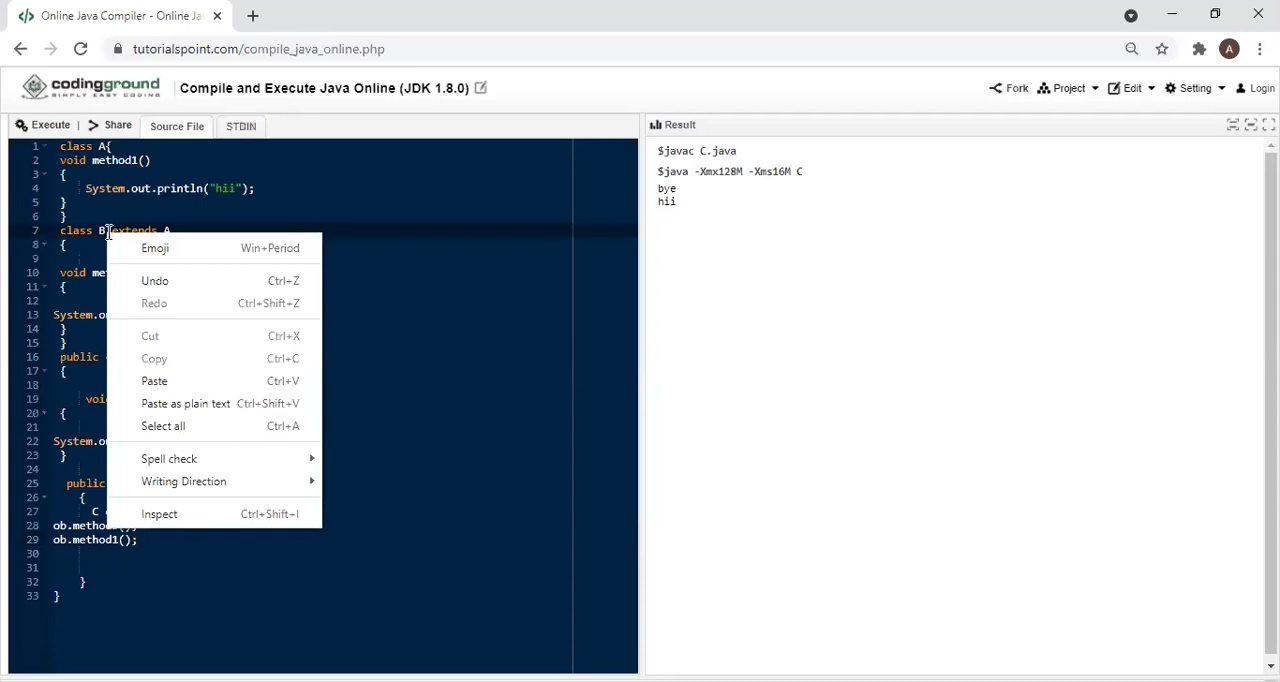 Online Java Compiler - Online Ja
tutorialspoint.com/compile_java_online.php
A
codingground
SIMPLY EASY CODING
Compile and Execute Java Online (JDK 1.8.0)
Fork
Project
Edit
Setting
Login
Execute | Share
Source File
STDIN
Result
1 class A{
2 void method1()
3 {
4 System.out.println("hii");
5 }
6 }
7 class B extends A
8 {
9
10 void me
11 {
12
13 System.o
14 }
15 }
16 public
17 {
18
19 voi
20 {
21
22 System.o
23 }
24
25 public
26 {
27 C
28 ob.method
29 ob.method1();
30
31
32 }
33 }
Emoji Win+Period
Undo Ctrl+Z
Redo Ctrl+Shift+Z
Cut Ctrl+X
Copy Ctrl+C
Paste Ctrl+V
Paste as plain text Ctrl+Shift+V
Select all Ctrl+A
Spell check
Writing Direction
Inspect Ctrl+Shift+I
$javac C.java
$java -Xmx128M -Xms16M C
bye
hii